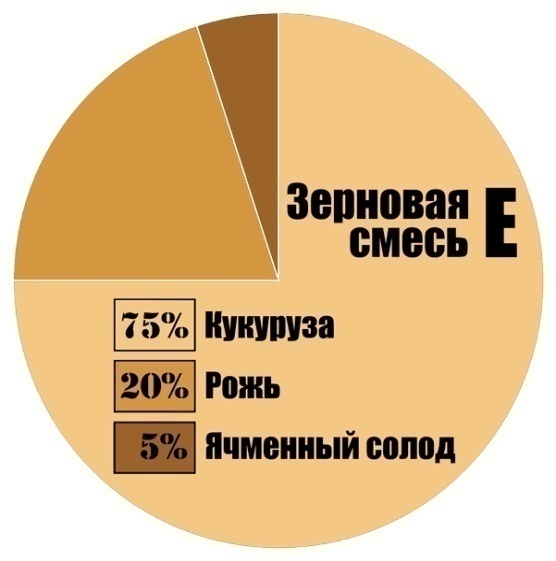 Зерновая
смесь E
75% Кукуруза
20% Рожь
5% Ячменный солод